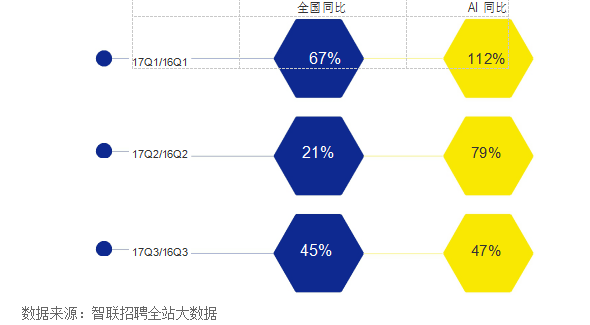 全国同比 AI 同比
17Q1/16Q1 67% 112%
17Q2/16Q2 21% 79%
17Q3/16Q3 45% 47%
数据来源：智联招聘全站大数据